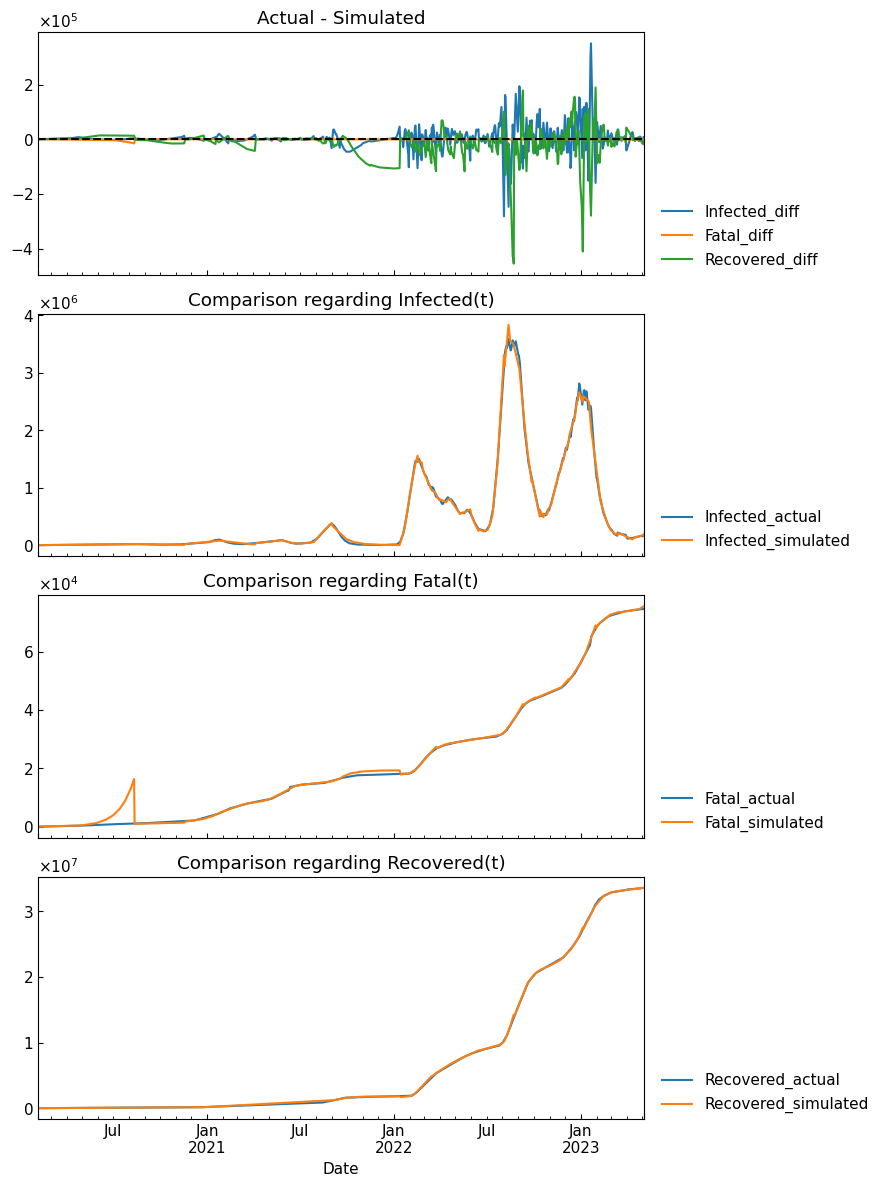 Actual - Simulated
×10⁵
2
0
−2
−4
Infected_diff
Fatal_diff
Recovered_diff
Comparison regarding Infected(t)
×10⁶
4
3
2
1
0
Infected_actual
Infected_simulated
Comparison regarding Fatal(t)
×10⁴
6
4
2
0
Fatal_actual
Fatal_simulated
Comparison regarding Recovered(t)
×10⁷
3
2
1
0
Recovered_actual
Recovered_simulated
Jul Jan Jul Jan Jul Jan
2021 2022 2023
Date